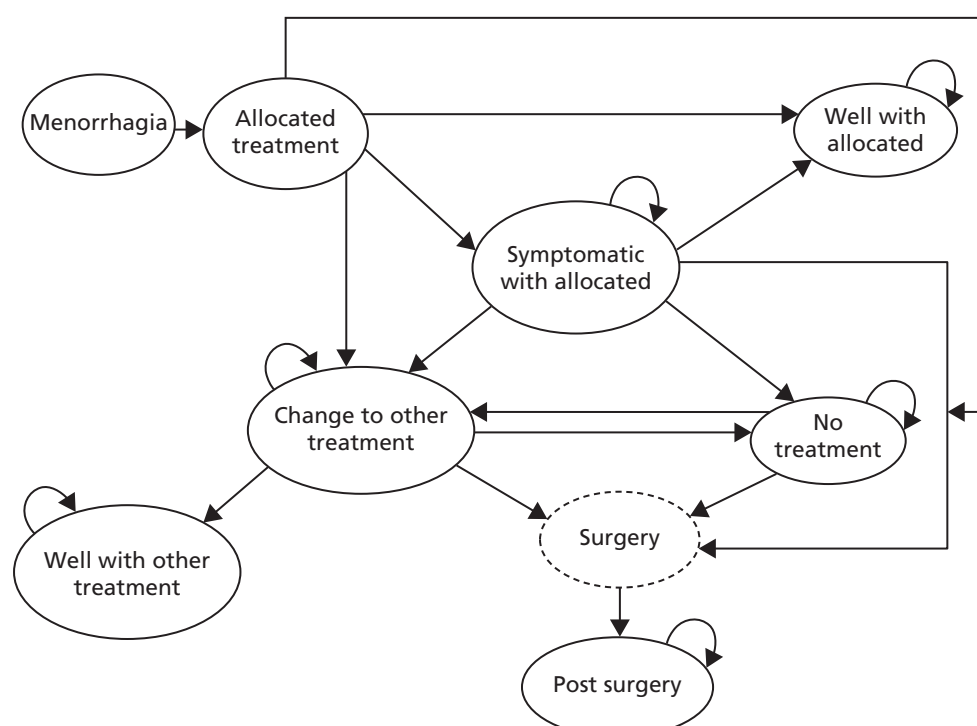 Menorrhagia
Allocated
treatment
Well with
allocated
Symptomatic
with allocated
Change to other
treatment
No
treatment
Surgery
Well with other
treatment
Post surgery